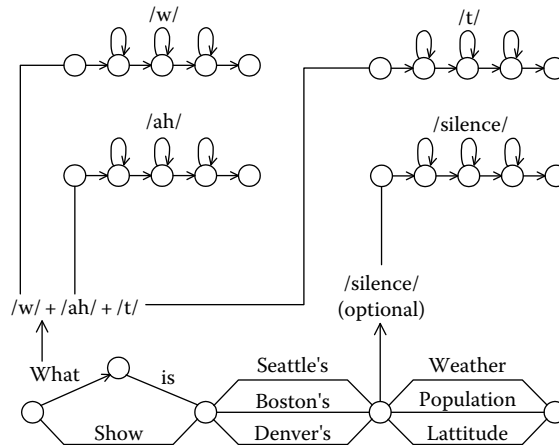 /w/
/t/
/ah/
/silence/
/w/ + /ah/ + /t/
/silence/
(optional)
What
is
Show
Seattle's
Boston's
Denver's
Weather
Population
Lattitude